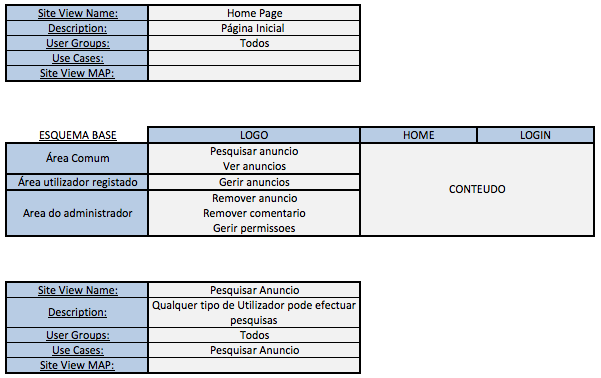 Site View Name: Home Page
Description: Página Inicial
User Groups: Todos
Use Cases:
Site View MAP:
ESQUEMA BASE LOGO HOME LOGIN
Área Comum
Pesquisar anuncio
Ver anuncios
Área utilizador registado Gerir anuncios
Area do administrador
Remover anuncio
Remover comentario
Gerir permissoes
CONTEUDO
Site View Name: Pesquisar Anuncio
Description:
Qualquer tipo de Utilizador pode efectuar
pesquisas
User Groups: Todos
Use Cases: Pesquisar Anuncio
Site View MAP: